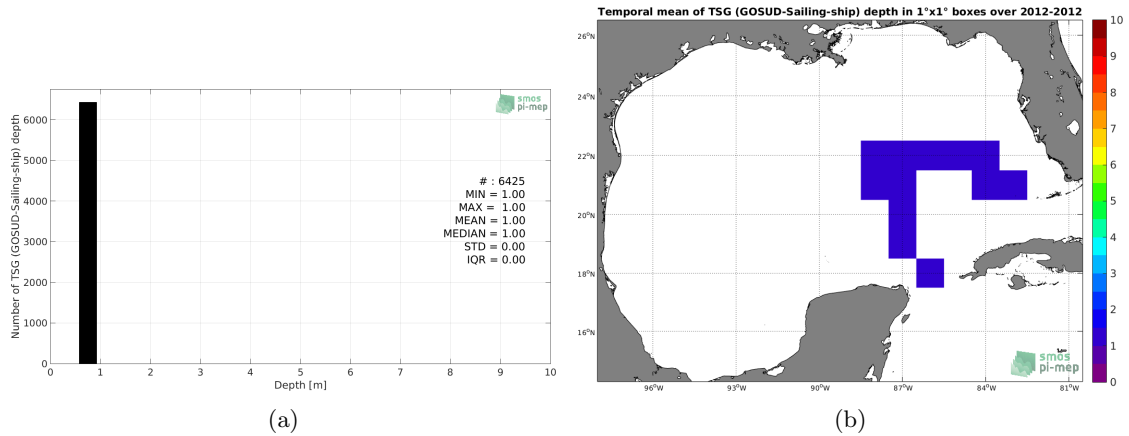 Number of TSG (GOSUD-Sailing-ship) depth
6000
5000
4000
3000
2000
1000
0
smos
pi-mep
# : 6425
MIN = 1.00
MAX = 1.00
MEAN = 1.00
MEDIAN = 1.00
STD = 0.00
IQR = 0.00
0 1 2 3 4 5 6 7 8 9 10
Depth [m]
(a)
Temporal mean of TSG (GOSUD-Sailing-ship) depth in 1°x1° boxes over 2012-2012
26°N
24°N
22°N
20°N
18°N
16°N
96°W 93°W 90°W 87°W 84°W 81°W
smos
pi-mep
10
9
8
7
6
5
4
3
2
1
0
(b)